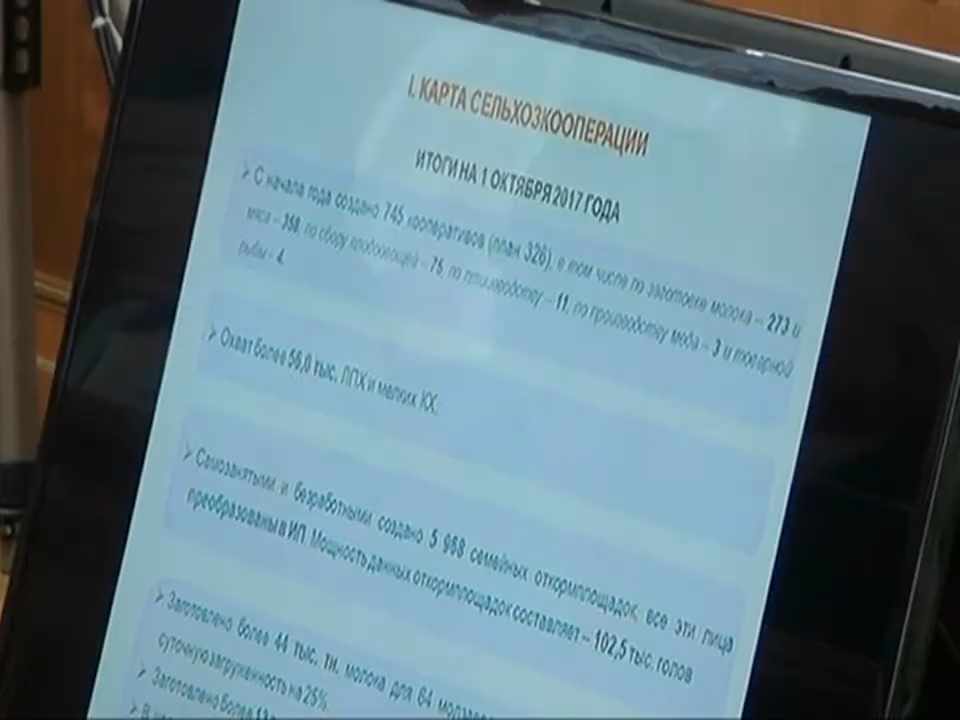 I. КАРТА СЕЛЬХОЗКООПЕРАЦИИ
ИТОГИ НА 1 ОКТЯБРЯ 2017 ГОДА
➢ С начала года создано 745 кооперативов (план 326), в том числе по заготовке молока – 273 и
мяса – 358, по сбору плодоовощей – 75, по птицеводству – 11, по производству меда – 3 и товарной
рыбы - 4.
➢ Охват более 56,0 тыс. ЛПХ и мелких КХ.
➢ Самозанятыми и безработными создано 5 968 семейных откормплощадок, все эти лица
преобразованы в ИП. Мощность данных откормплощадок составляет – 102,5 тыс. голов
➢ Заготовлено более 44 тыс. тн. молока для 64
суточную загруженность на 25%.
➢ Заготовлено более